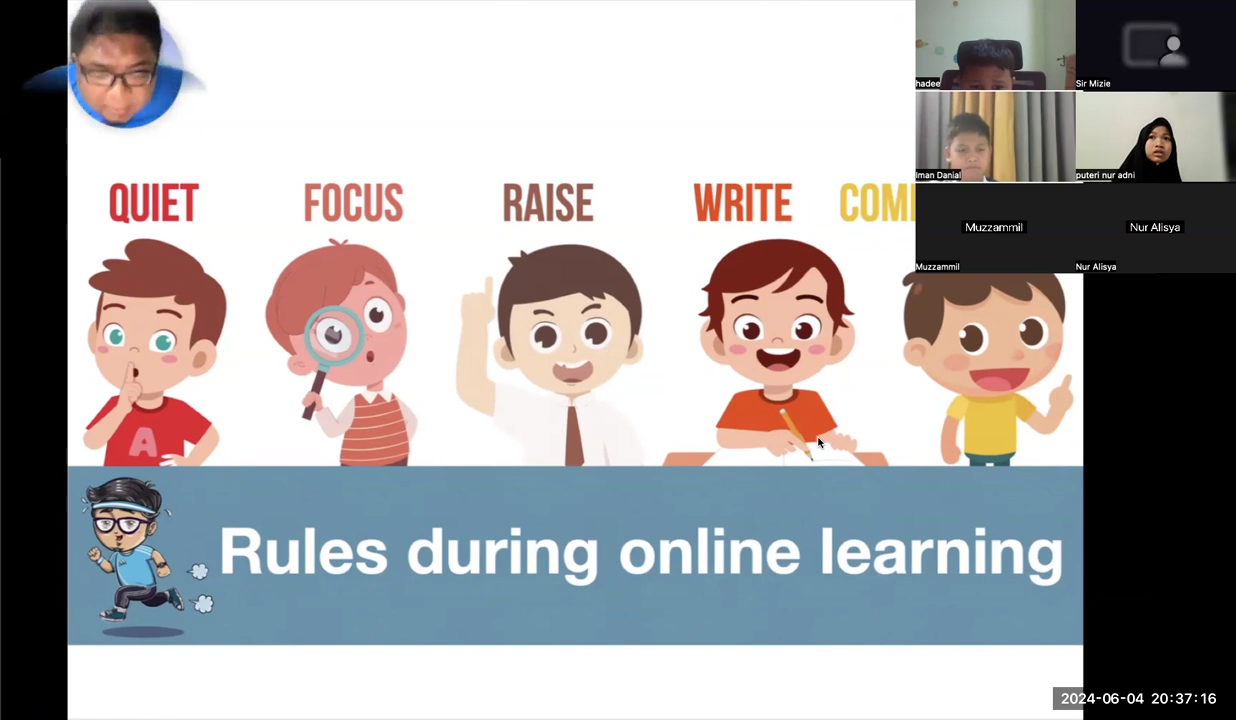 QUIET
FOCUS
RAISE
WRITE
A
Rules during online learning
hadee
Sir Mizie
Iman Danial
puteri nur adni
Muzzammil
Nur Alisya
Muzzammil
Nur Alisya
2024-06-04 20:37:16